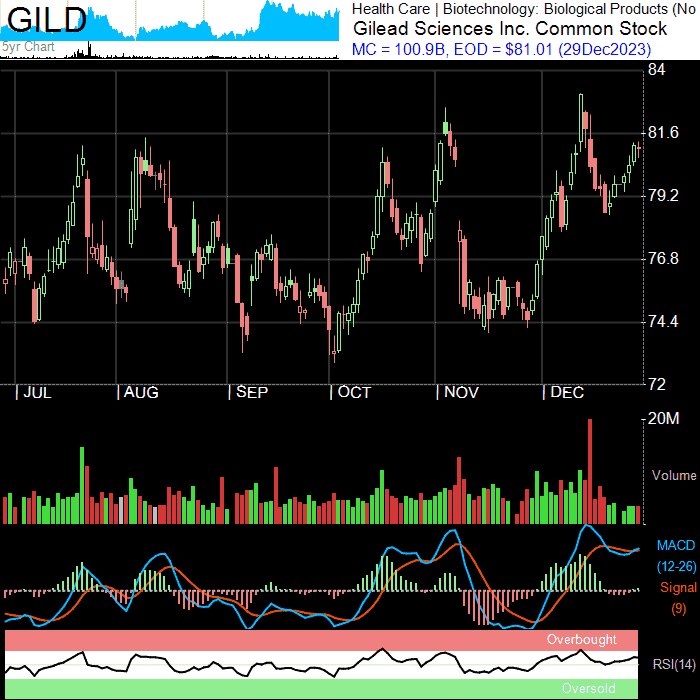 GILD
5yr Chart
Health Care | Biotechnology: Biological Products (No
Gilead Sciences Inc. Common Stock
MC = 100.9B, EOD = $81.01 (29Dec2023)
84
81.6
79.2
76.8
74.4
72
| JUL | AUG | SEP | OCT | NOV | DEC
20M
Volume
MACD
(12-26)
Signal
(9)
Overbought
RSI(14)
Oversold